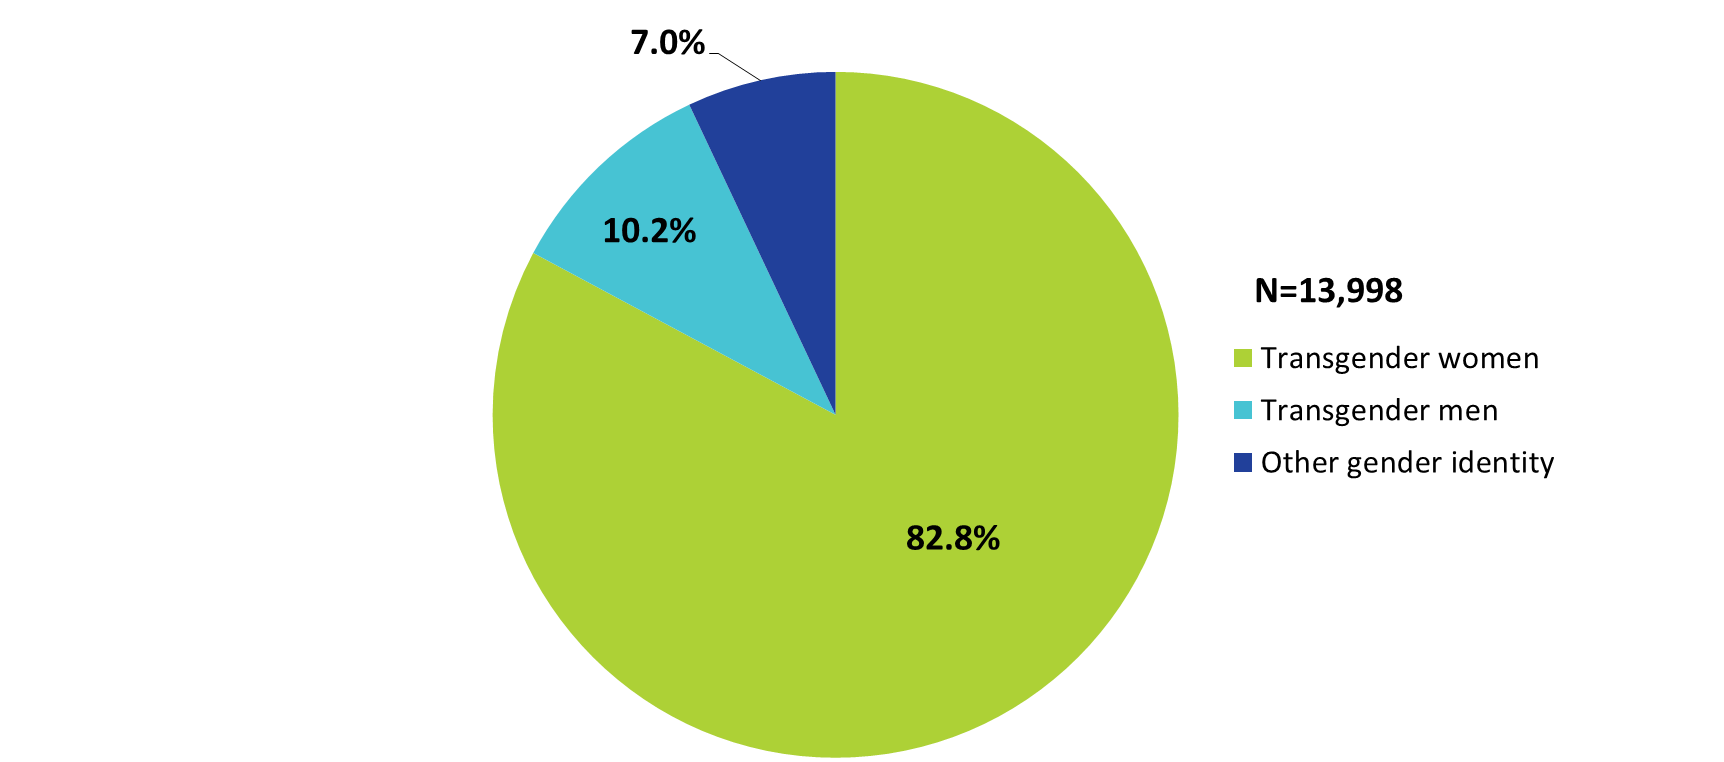 7.0%
10.2%
82.8%
N=13,998
Transgender women
Transgender men
Other gender identity